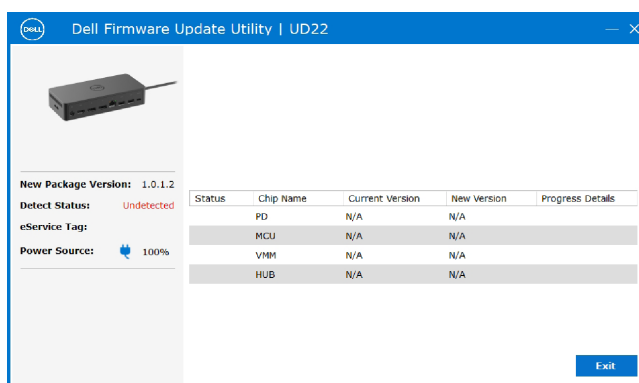 DELL Dell Firmware Update Utility | UD22
New Package Version: 1.0.1.2
Detect Status: Undetected
eService Tag:
Power Source: 100%
Status Chip Name Current Version New Version Progress Details
PD N/A N/A
MCU N/A N/A
VMM N/A N/A
HUB N/A N/A
Exit